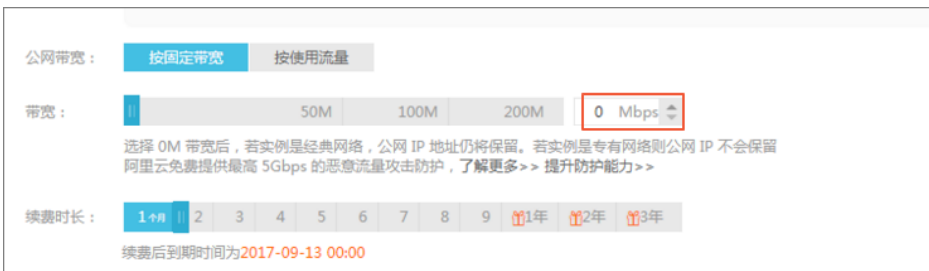 公网带宽： 按固定带宽 按使用流量
带宽： 50M 100M 200M 0 Mbps
选择 0M 带宽后，若实例是经典网络，公网 IP 地址仍将保留。若实例是专有网络则公网 IP 不会保留
阿里云免费提供最高 5Gbps 的恶意流量攻击防护，了解更多>> 提升防护能力>>
续费时长： 1个月 2 3 4 5 6 7 8 9 1年 2年 3年
续费后到期时间为2017-09-13 00:00